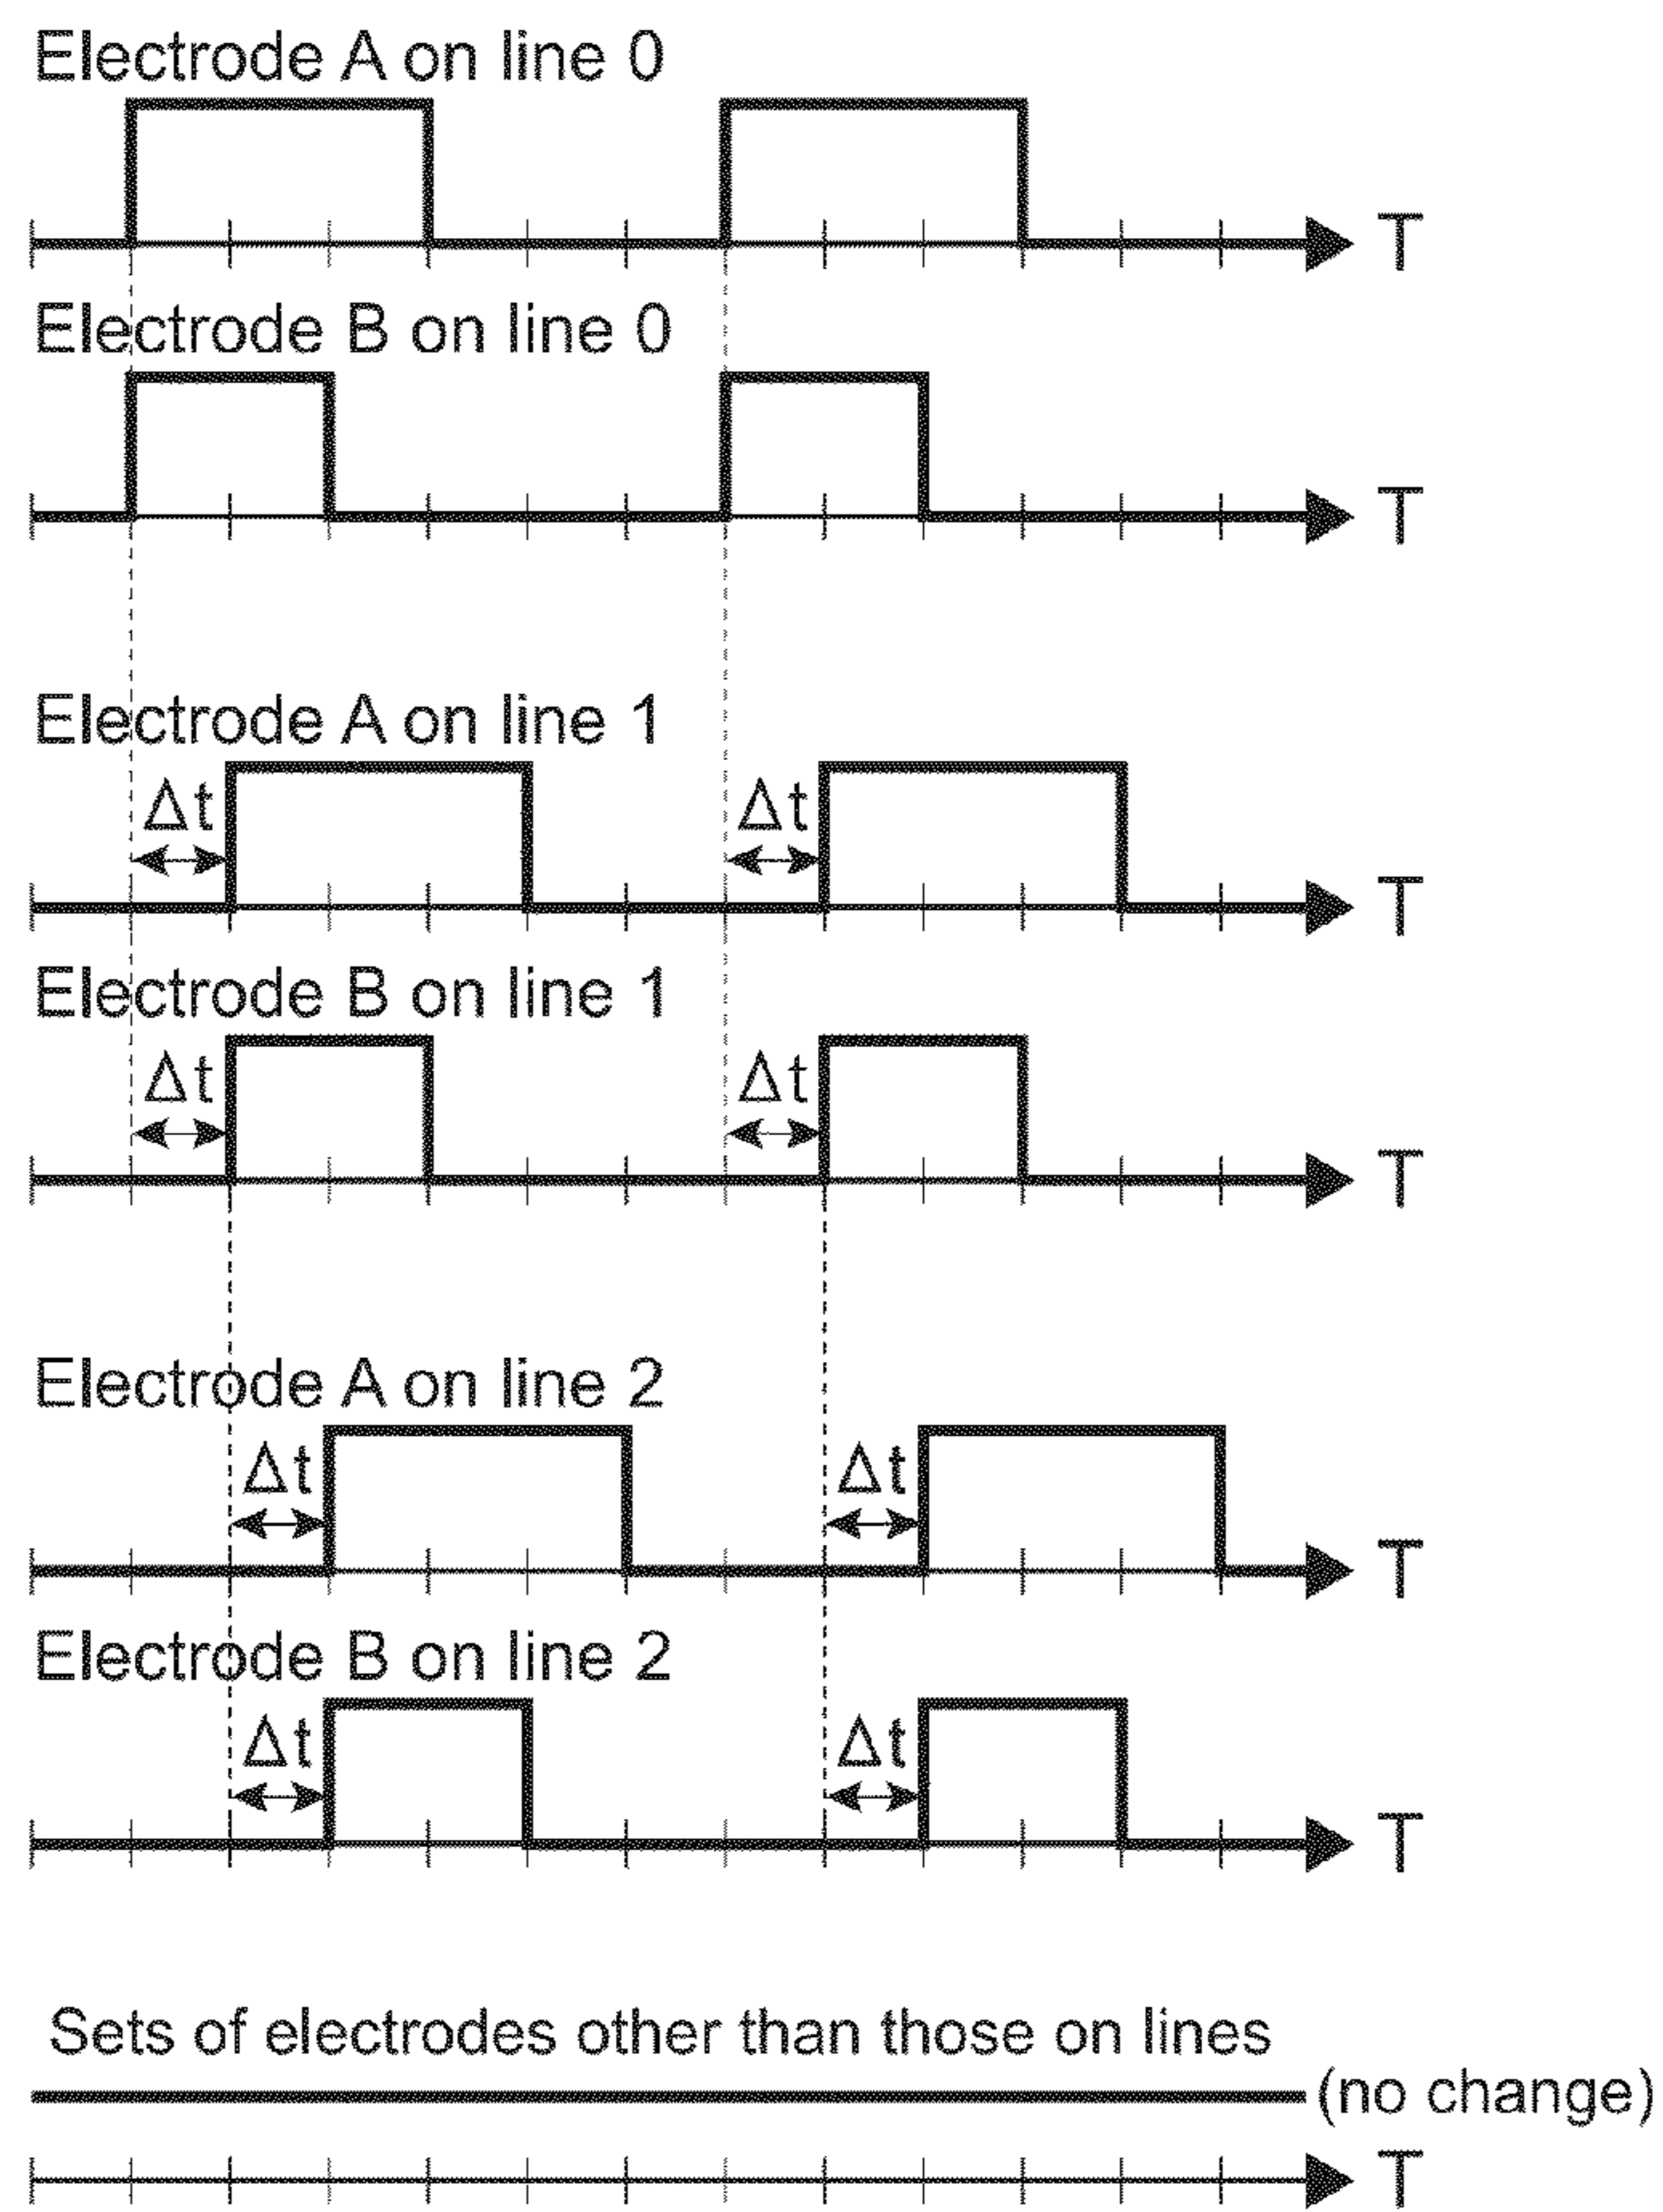 Electrode A on line 0
T
Electrode B on line 0
T
Electrode A on line 1
Δt Δt
T
Electrode B on line 1
Δt Δt
T
Electrode A on line 2
Δt Δt
T
Electrode B on line 2
Δt Δt
T
Sets of electrodes other than those on lines
(no change)
T